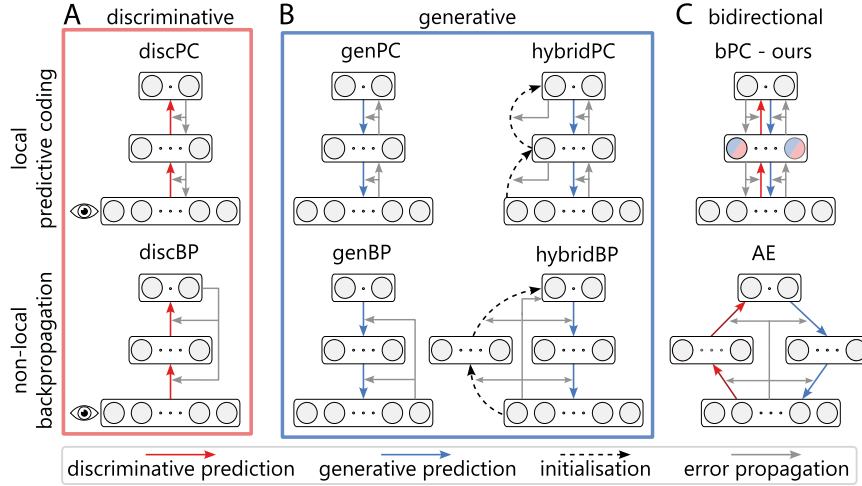 A discriminative
B generative
C bidirectional
local
predictive coding
discPC
genPC
hybridPC
bPC - ours
non-local
backpropagation
discBP
genBP
hybridBP
AE
discriminative prediction
generative prediction
initialisation
error propagation